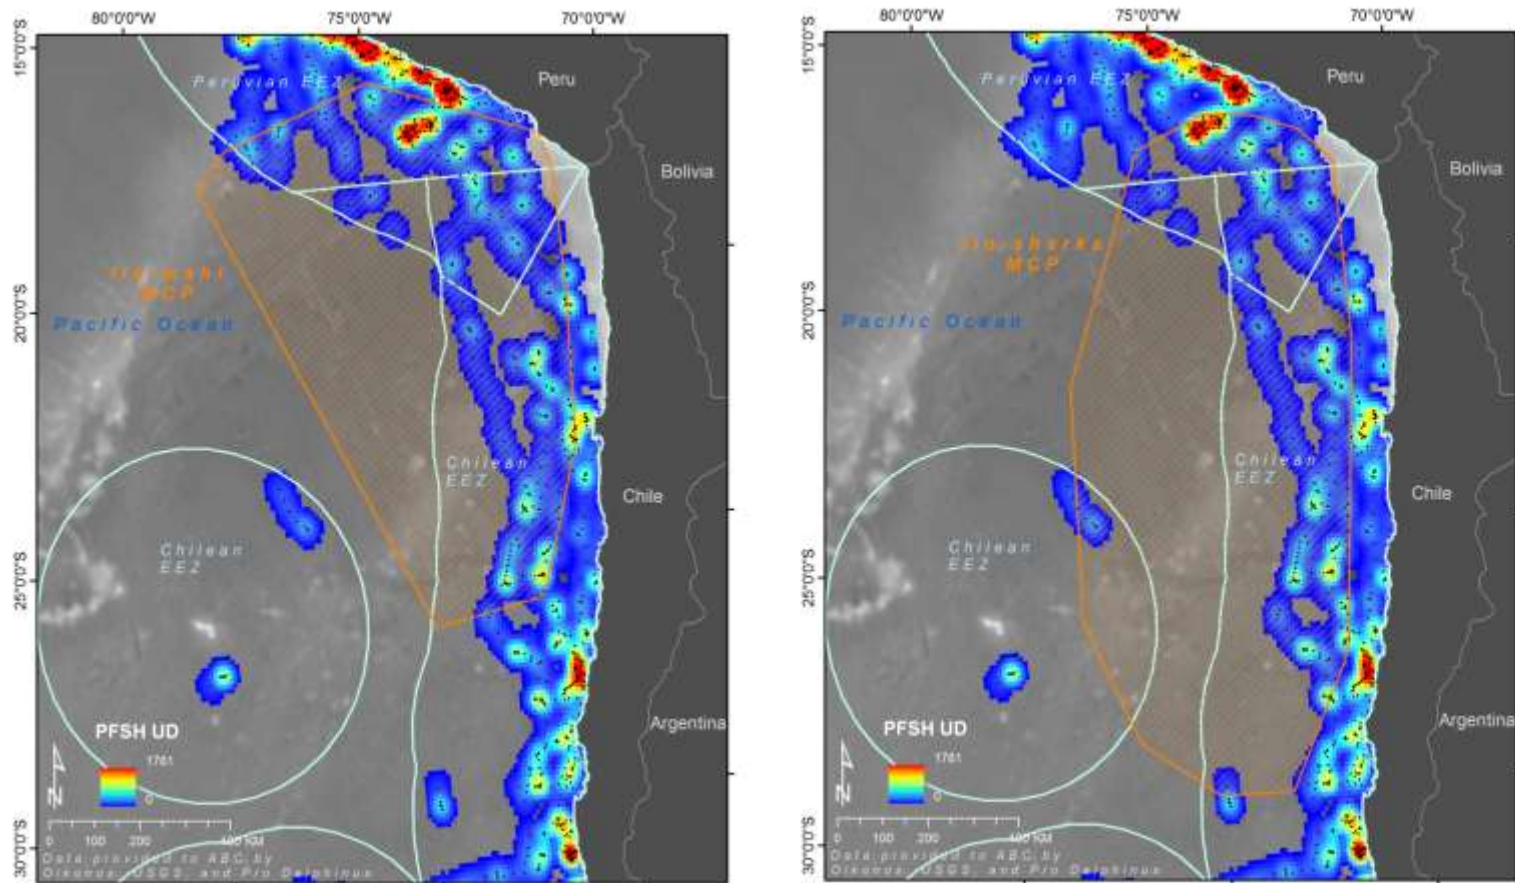 80°0'0"W 75°0'0"W 70°0'0"W
15°0'0"S
Peruvian EEZ
Peru
Bolivia
Ilo-mahi
MCP
Pacific Ocean
20°0'0"S
Chilean
EEZ
Chile
Chilean
EEZ
25°0'0"S
PFSH UD
1761
0
Argentina
N
0 100 200 400 KM
Data provided to ABC by
Oikonos, USGS, and Pro Delphinus
30°0'0"S
80°0'0"W 75°0'0"W 70°0'0"W
15°0'0"S
Peruvian EEZ
Peru
Bolivia
Ilo-sharks
MCP
Pacific Ocean
20°0'0"S
Chilean
EEZ
Chile
Chilean
EEZ
25°0'0"S
PFSH UD
1761
0
Argentina
N
0 100 200 400 KM
Data provided to ABC by
Oikonos, USGS, and Pro Delphinus
30°0'0"S